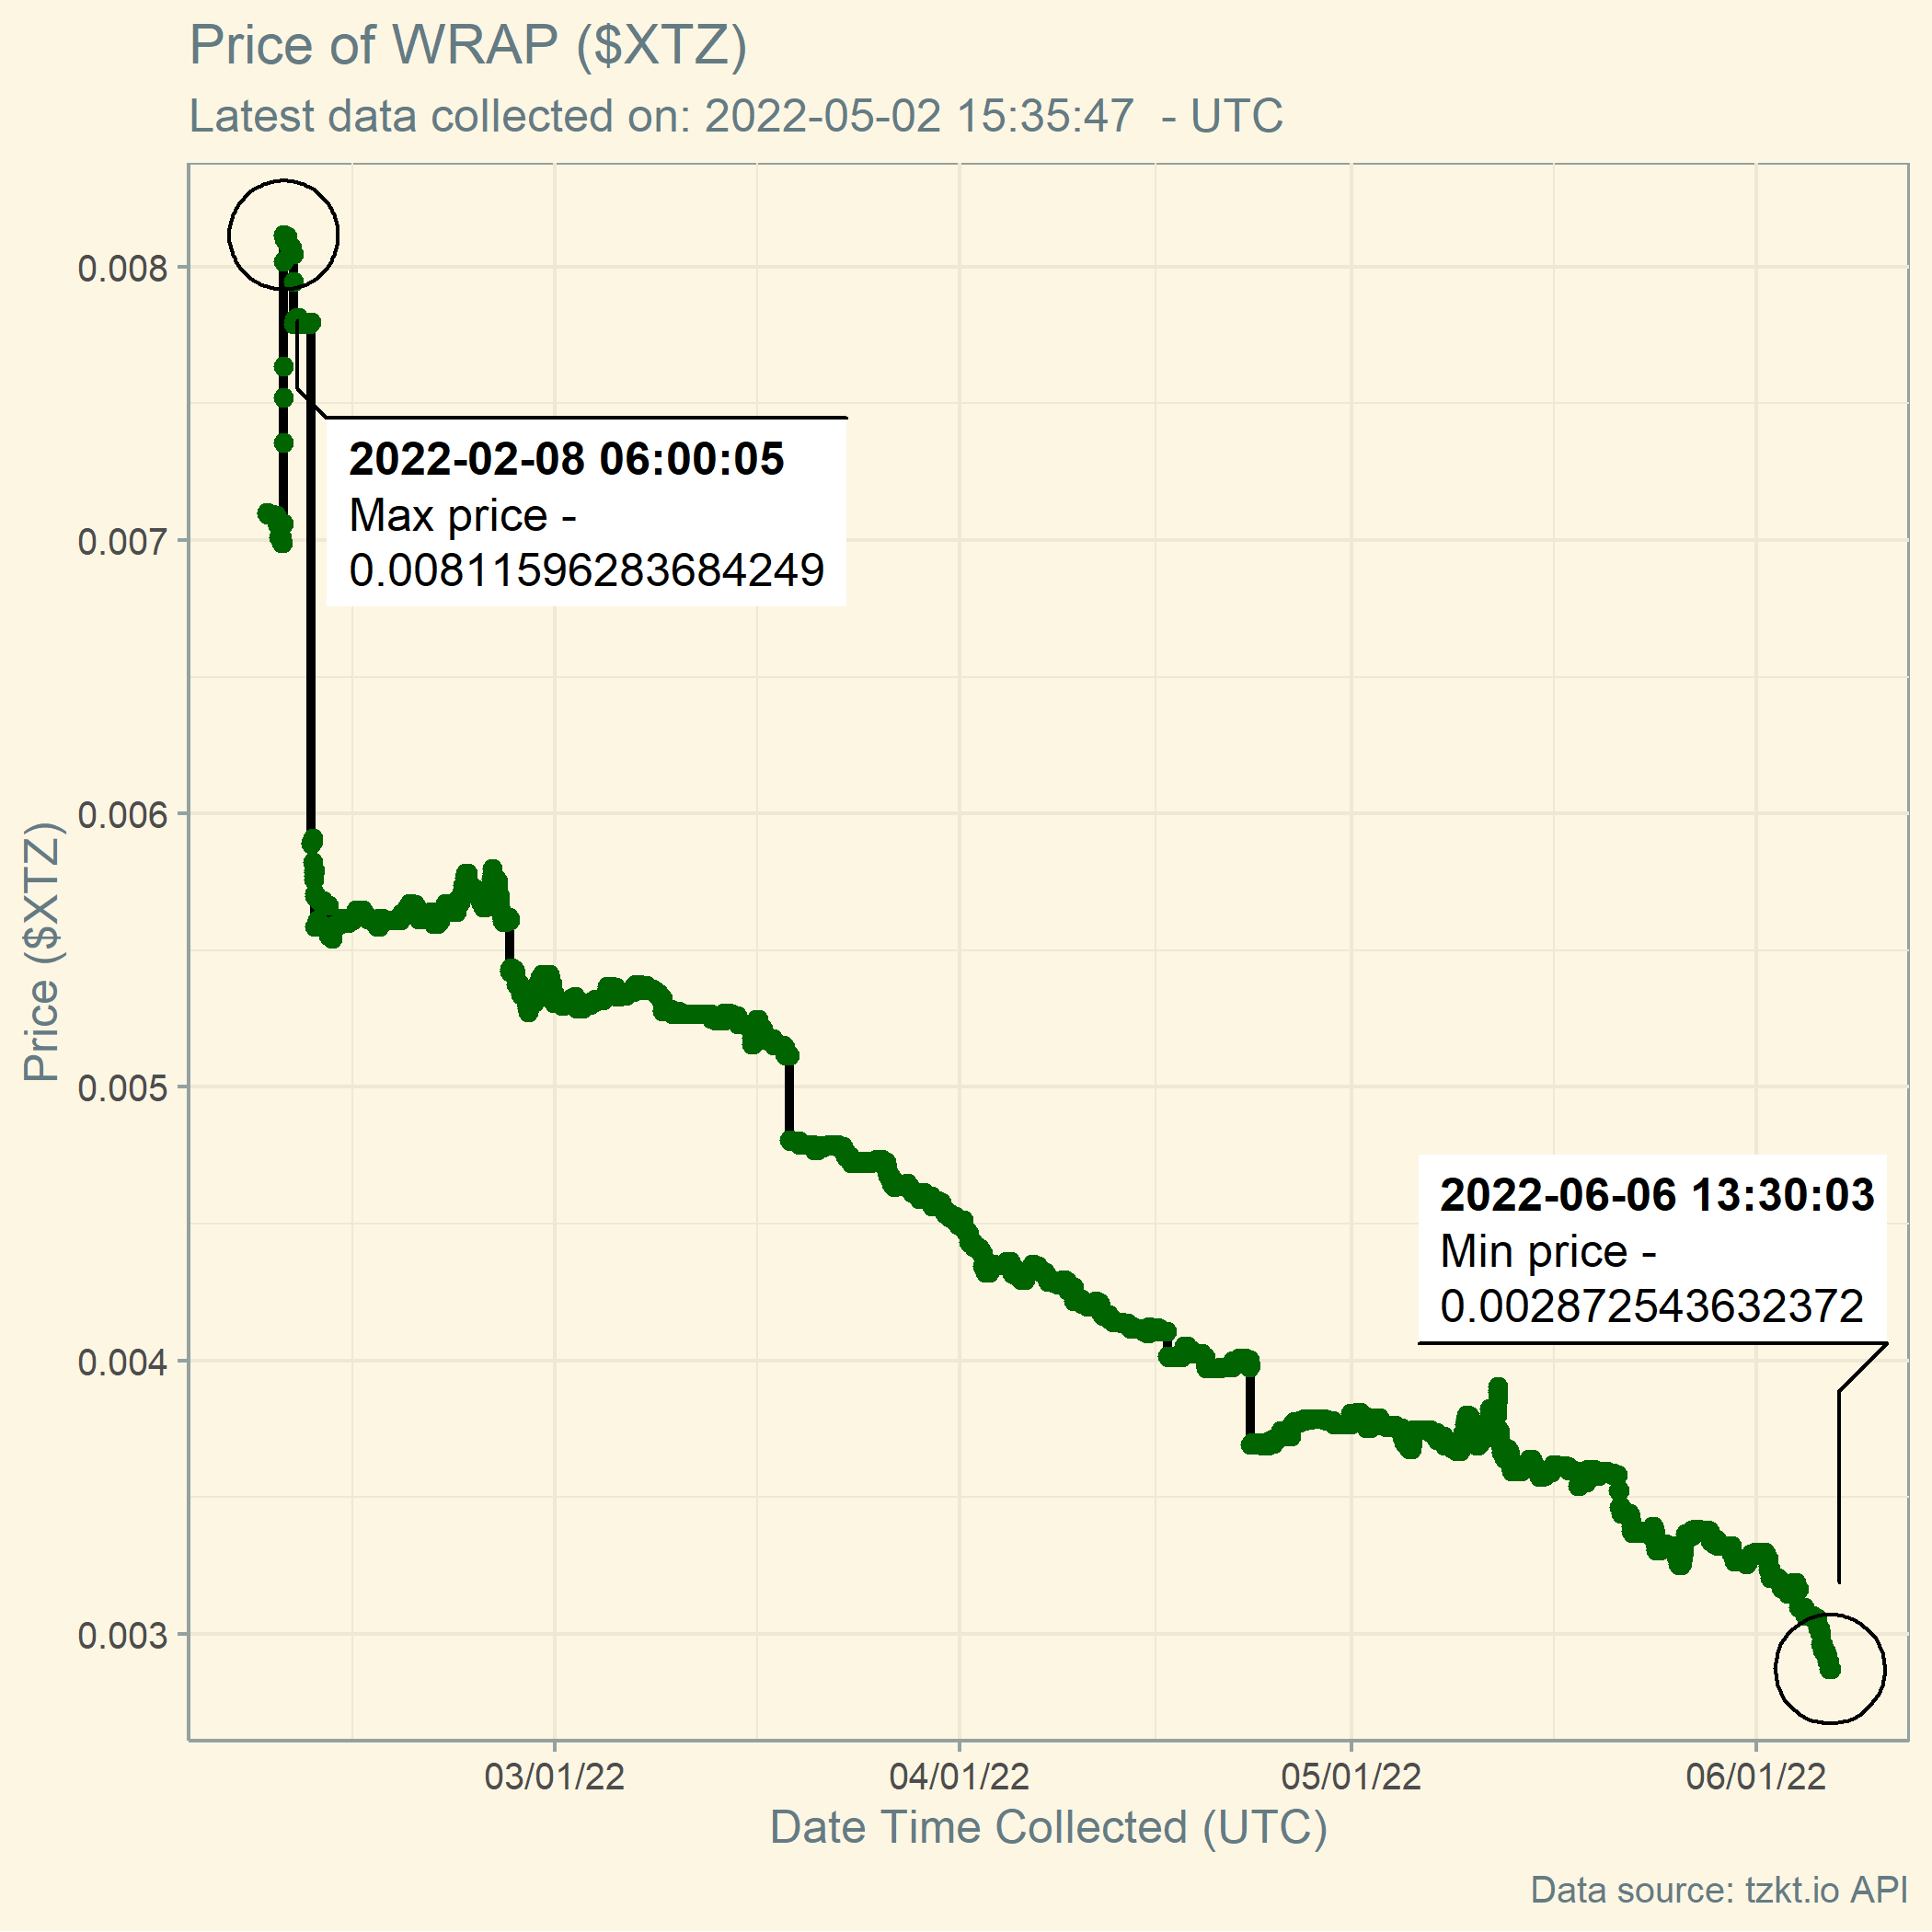 Price of WRAP ($XTZ)
Latest data collected on: 2022-05-02 15:35:47  - UTC
0.008
0.007
0.006
0.005
0.004
0.003
Price ($XTZ)
2022-02-08 06:00:05
Max price -
0.00811596283684249
2022-06-06 13:30:03
Min price -
0.002872543632372
03/01/22
04/01/22
05/01/22
06/01/22
Date Time Collected (UTC)
Data source: tzkt.io API